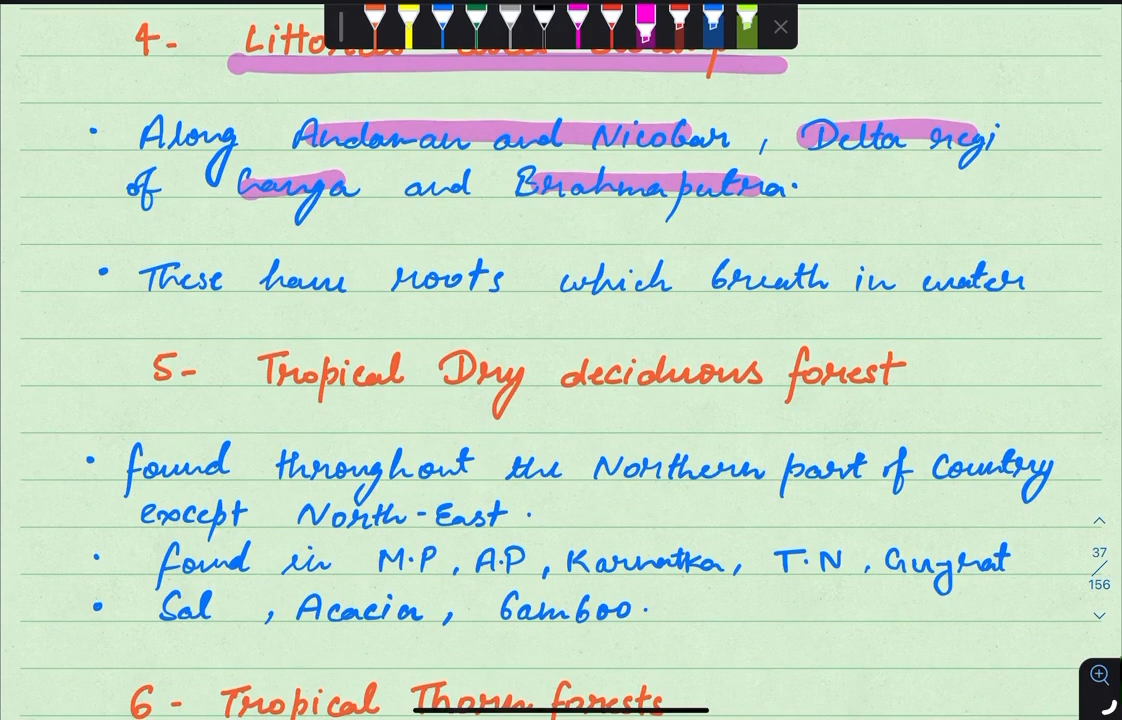 4-
• Along Andaman and Nicobar, Delta regi
of Ganga and Brahmaputra.
• These have roots which breath in water
5- Tropical Dry deciduous forest
• found throughout the Northern part of Country
except North-East.
• found in M.P, A.P, Karnatka, T.N, Gujrat
• Sal, Acacia, bamboo.
37
/
156
6- Tropical Thorn forests